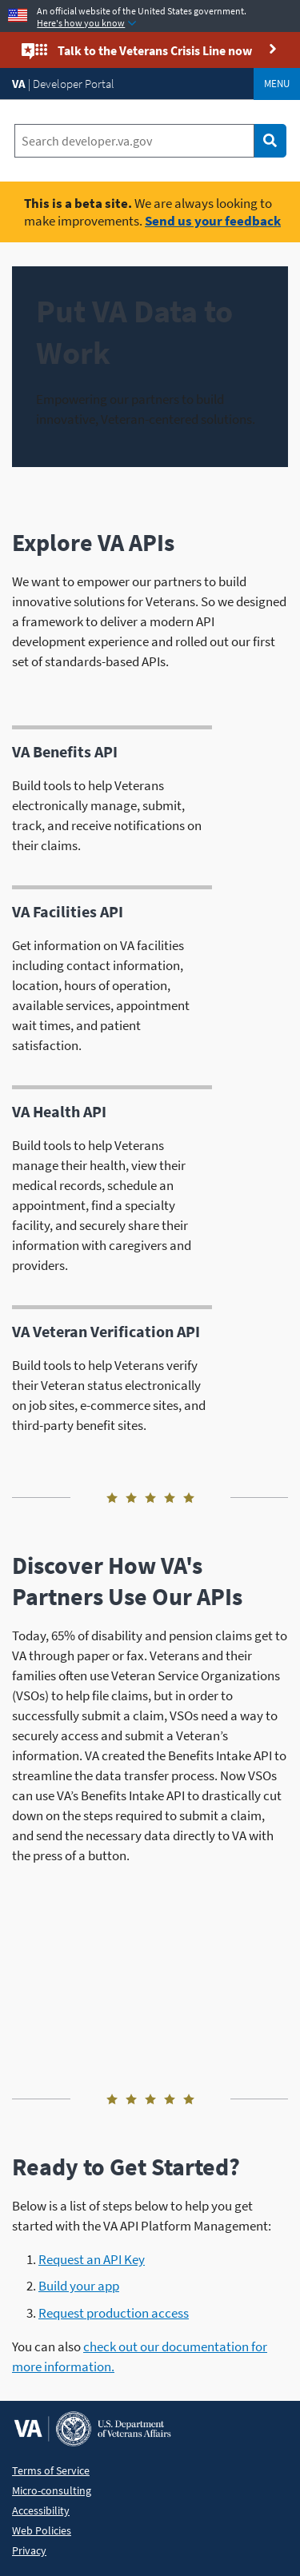 An official website of the United States government.
Here's how you know
Talk to the Veterans Crisis Line now
VA | Developer Portal
MENU
Search developer.va.gov
This is a beta site. We are always looking to
make improvements. Send us your feedback
Put VA Data to
Work
Empowering our partners to build
innovative, Veteran-centered solutions.
Explore VA APIs
We want to empower our partners to build
innovative solutions for Veterans. So we designed
a framework to deliver a modern API
development experience and rolled out our first
set of standards-based APIs.
VA Benefits API
Build tools to help Veterans
electronically manage, submit,
track, and receive notifications on
their claims.
VA Facilities API
Get information on VA facilities
including contact information,
location, hours of operation,
available services, appointment
wait times, and patient
satisfaction.
VA Health API
Build tools to help Veterans
manage their health, view their
medical records, schedule an
appointment, find a specialty
facility, and securely share their
information with caregivers and
providers.
VA Veteran Verification API
Build tools to help Veterans verify
their Veteran status electronically
on job sites, e-commerce sites, and
third-party benefit sites.
Discover How VA's
Partners Use Our APIs
Today, 65% of disability and pension claims get to
VA through paper or fax. Veterans and their
families often use Veteran Service Organizations
(VSOs) to help file claims, but in order to
successfully submit a claim, VSOs need a way to
securely access and submit a Veteran’s
information. VA created the Benefits Intake API to
streamline the data transfer process. Now VSOs
can use VA’s Benefits Intake API to drastically cut
down on the steps required to submit a claim,
and send the necessary data directly to VA with
the press of a button.
Ready to Get Started?
Below is a list of steps below to help you get
started with the VA API Platform Management:
1. Request an API Key
2. Build your app
3. Request production access
You can also check out our documentation for
more information.
VA
U.S. Department
of Veterans Affairs
Terms of Service
Micro-consulting
Accessibility
Web Policies
Privacy